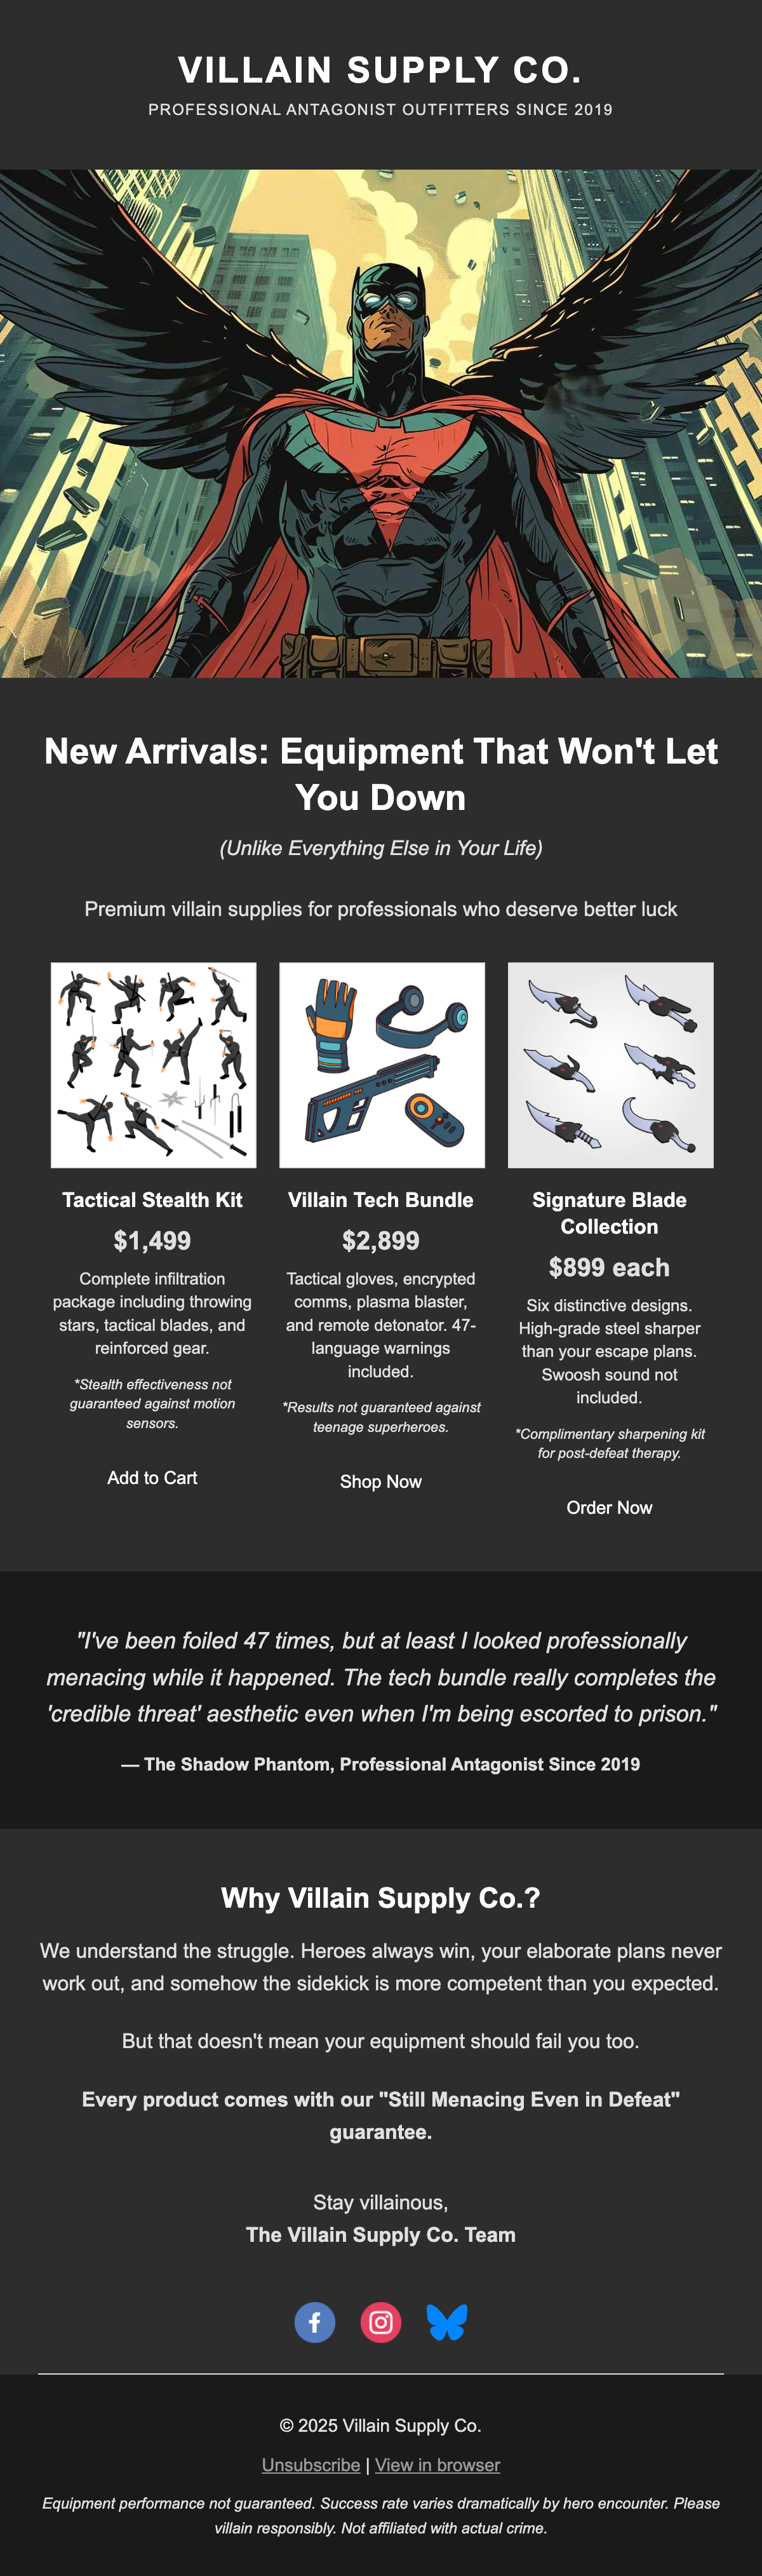 VILLAIN SUPPLY CO.
PROFESSIONAL ANTAGONIST OUTFITTERS SINCE 2019
New Arrivals: Equipment That Won't Let
You Down
(Unlike Everything Else in Your Life)
Premium villain supplies for professionals who deserve better luck
Tactical Stealth Kit
$1,499
Complete infiltration
package including throwing
stars, tactical blades, and
reinforced gear.
*Stealth effectiveness not
guaranteed against motion
sensors.
Add to Cart
Villain Tech Bundle
$2,899
Tactical gloves, encrypted
comms, plasma blaster,
and remote detonator. 47-
language warnings
included.
*Results not guaranteed against
teenage superheroes.
Shop Now
Signature Blade
Collection
$899 each
Six distinctive designs.
High-grade steel sharper
than your escape plans.
Swoosh sound not
included.
*Complimentary sharpening kit
for post-defeat therapy.
Order Now
"I've been foiled 47 times, but at least I looked professionally
menacing while it happened. The tech bundle really completes the
'credible threat' aesthetic even when I'm being escorted to prison."
— The Shadow Phantom, Professional Antagonist Since 2019
Why Villain Supply Co.?
We understand the struggle. Heroes always win, your elaborate plans never
work out, and somehow the sidekick is more competent than you expected.
But that doesn't mean your equipment should fail you too.
Every product comes with our "Still Menacing Even in Defeat"
guarantee.
Stay villainous,
The Villain Supply Co. Team
© 2025 Villain Supply Co.
Unsubscribe | View in browser
Equipment performance not guaranteed. Success rate varies dramatically by hero encounter. Please
villain responsibly. Not affiliated with actual crime.